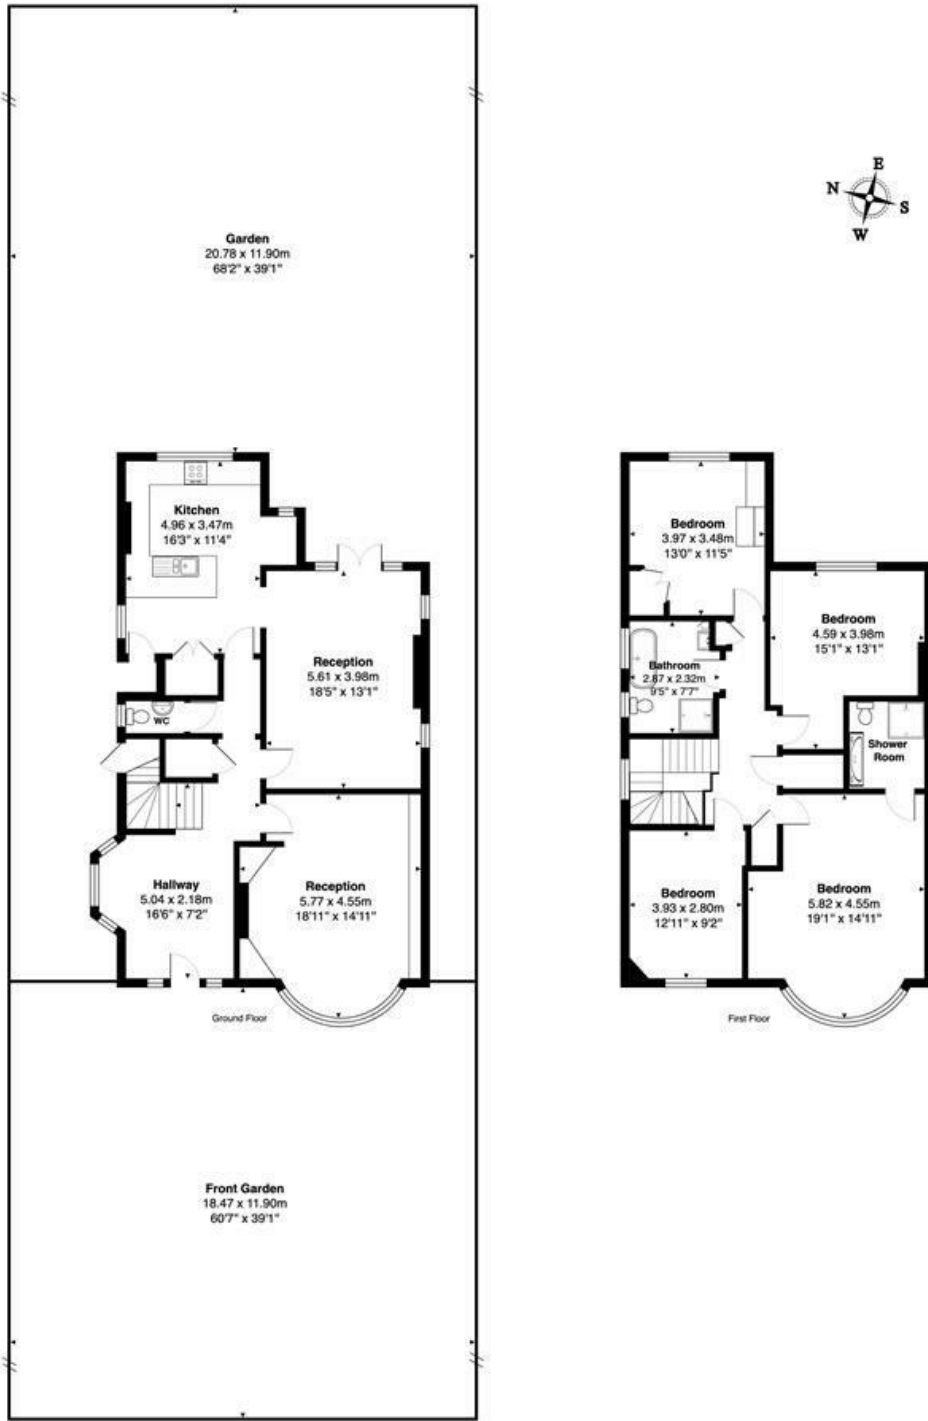 Garden
20.78 x 11.90m
68'2" x 39'1"
E
N
S
W
Kitchen
4.96 x 3.47m
16'3" x 11'4"
Reception
5.61 x 3.98m
18'5" x 13'1"
WC
Hallway
5.04 x 2.18m
16'6" x 7'2"
Reception
5.77 x 4.55m
18'11" x 14'11"
Ground Floor
Front Garden
18.47 x 11.90m
60'7" x 39'1"
Bedroom
3.97 x 3.48m
13'0" x 11'5"
Bedroom
4.59 x 3.98m
15'1" x 13'1"
Bathroom
2.87 x 2.32m
9'5" x 7'7"
Shower
Room
Bedroom
3.93 x 2.80m
12'11" x 9'2"
Bedroom
5.82 x 4.55m
19'1" x 14'11"
First Floor